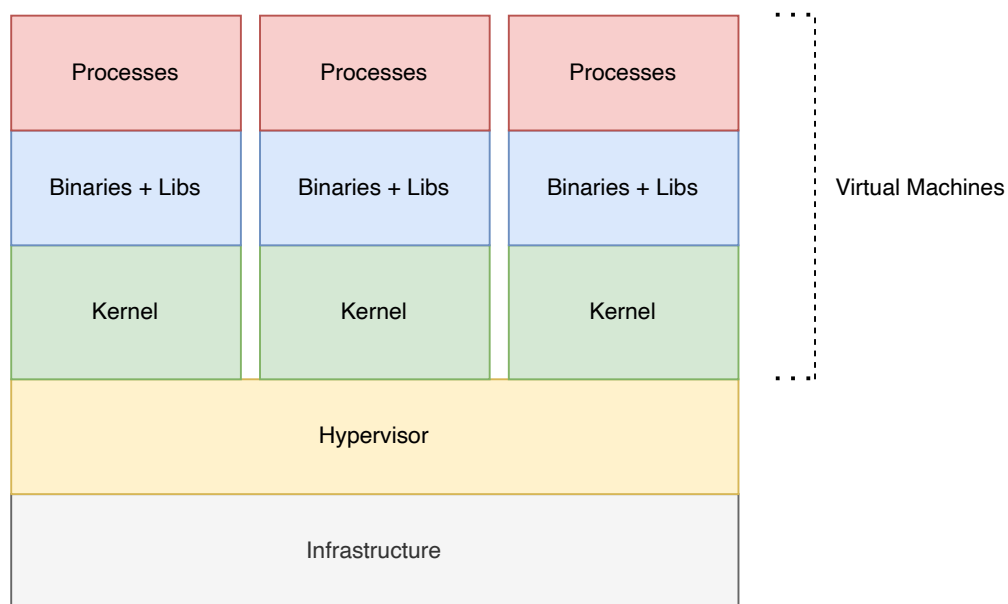 Processes
Processes
Processes
Binaries + Libs
Binaries + Libs
Binaries + Libs
Virtual Machines
Kernel
Kernel
Kernel
Hypervisor
Infrastructure